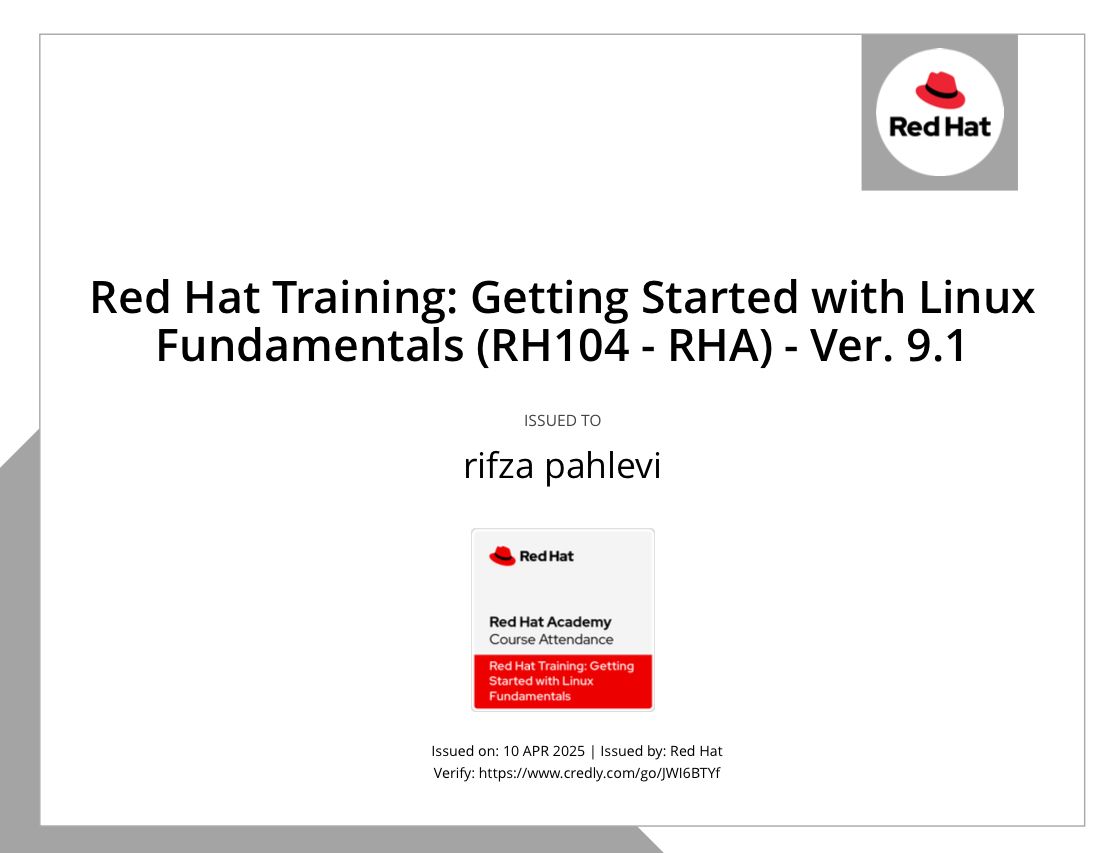 Red Hat
Red Hat Training: Getting Started with Linux
Fundamentals (RH104 - RHA) - Ver. 9.1
ISSUED TO
rifza pahlevi
Red Hat
Red Hat Academy
Course Attendance
Red Hat Training: Getting
Started with Linux
Fundamentals
Issued on: 10 APR 2025 | Issued by: Red Hat
Verify: https://www.credly.com/go/JWI6BTYf